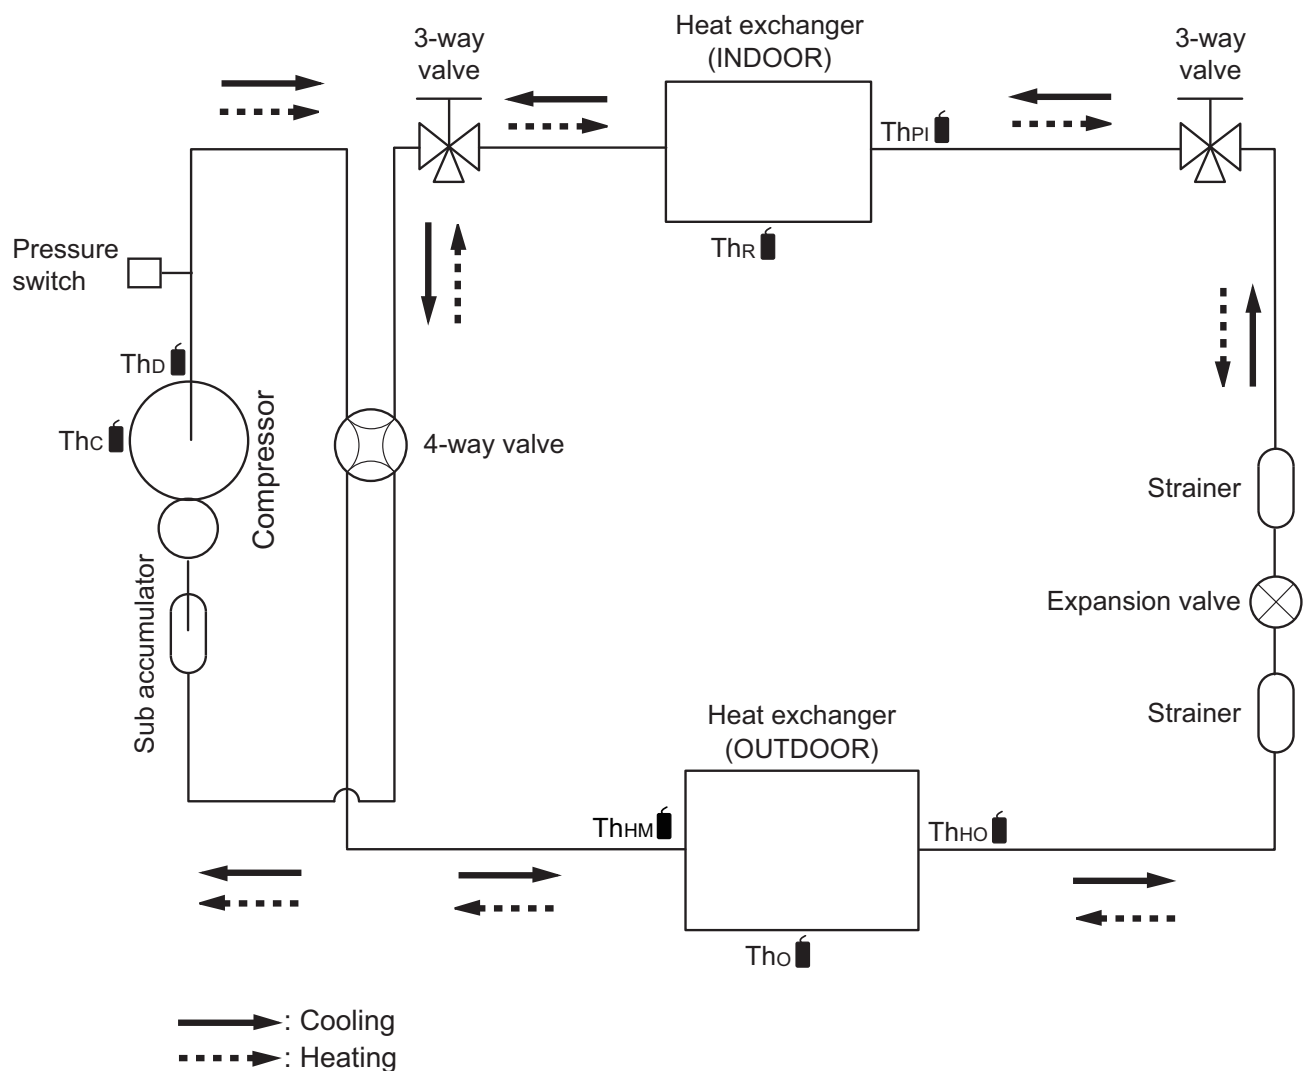 Heat exchanger
(INDOOR)
3-way
valve
3-way
valve
ThPI
ThR
Pressure
switch
ThD
ThC
Compressor
4-way valve
Strainer
Expansion valve
Sub accumulator
Strainer
Heat exchanger
(OUTDOOR)
ThHM
ThHO
ThO
: Cooling
: Heating